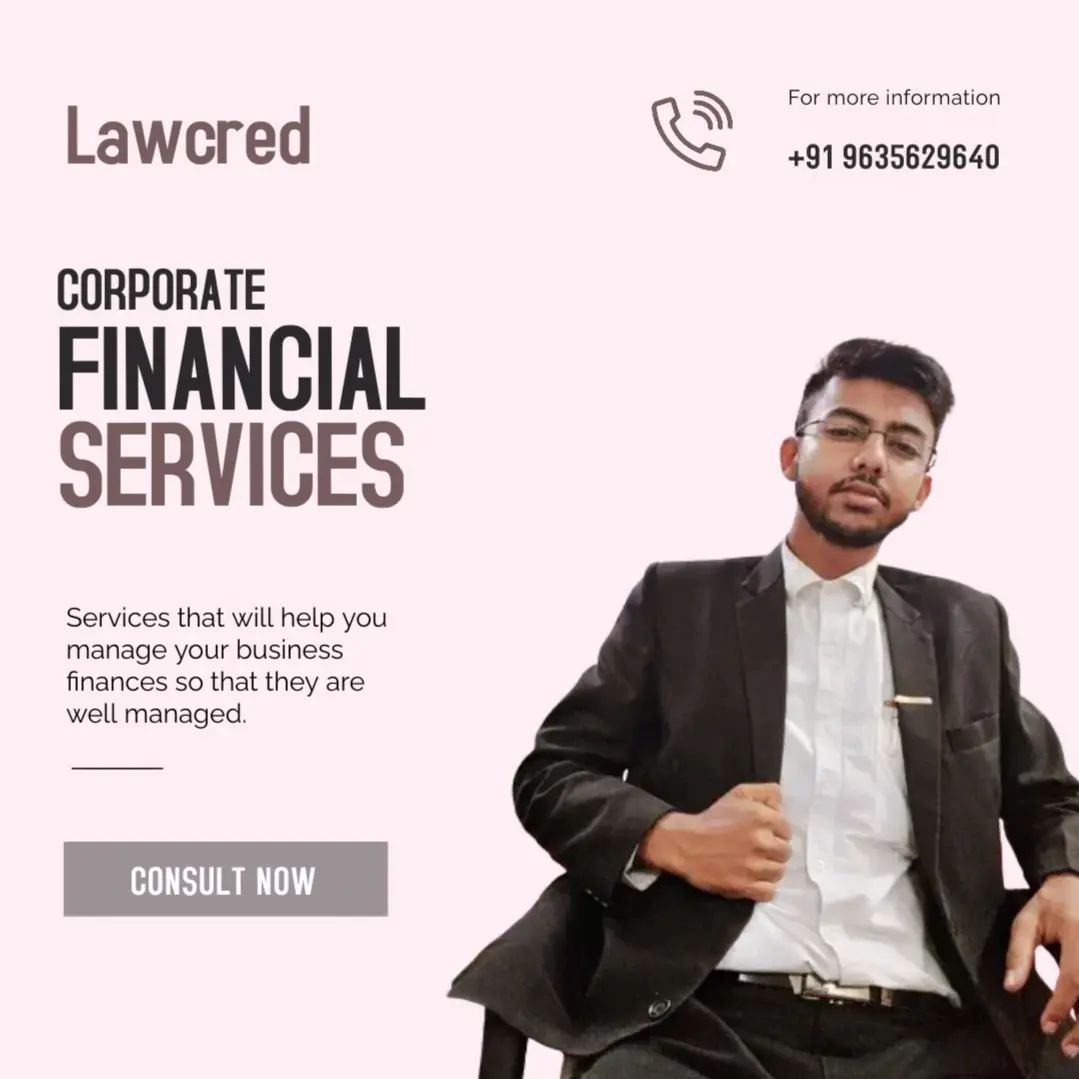 Lawcred
For more information
+91 9635629640
CORPORATE
FINANCIAL
SERVICES
Services that will help you
manage your business
finances so that they are
well managed.
CONSULT NOW